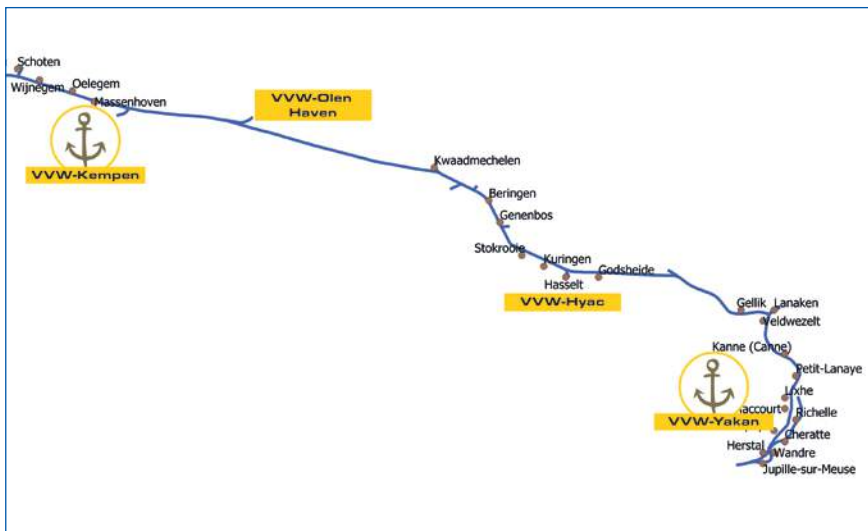 Schoten
Wijnegem
Oelegem
Massenhoven
VVW-Kempen
VVW-Olen
Haven
Kwaadmechelen
Beringen
Genenbos
Stokrooie
Kuringen
Hasselt
Godsheide
VVW-Hyac
Gellik
Lanaken
Veldwezelt
Kanne (Canne)
Petit-Lanaye
Lixhe
Richelle
VVW-Yakan
Cheratte
Herstal
Wandre
Jupille-sur-Meuse